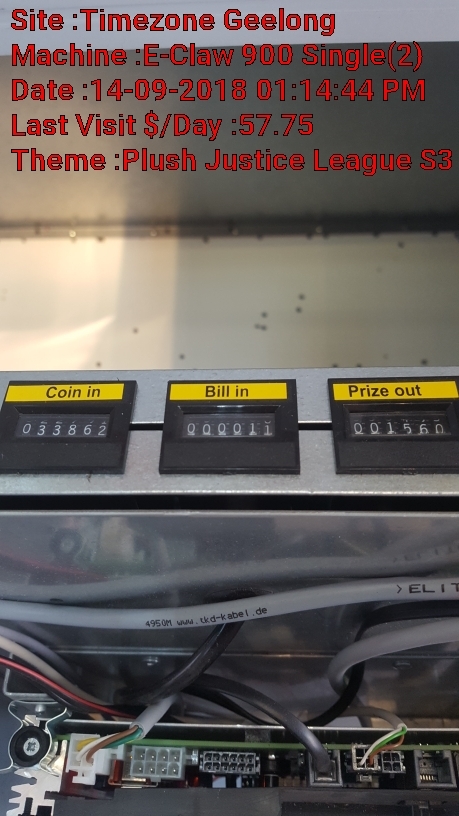 Site :Timezone Geelong
Machine :E-Claw 900 Single(2)
Date :14-09-2018 01:14:44 PM
Last Visit $/Day :57.75
Theme :Plush Justice League S3
Coin in
Bill in
Prize out
033862
000011
001560
>ELIT
4950M www.tkd-kabel.de